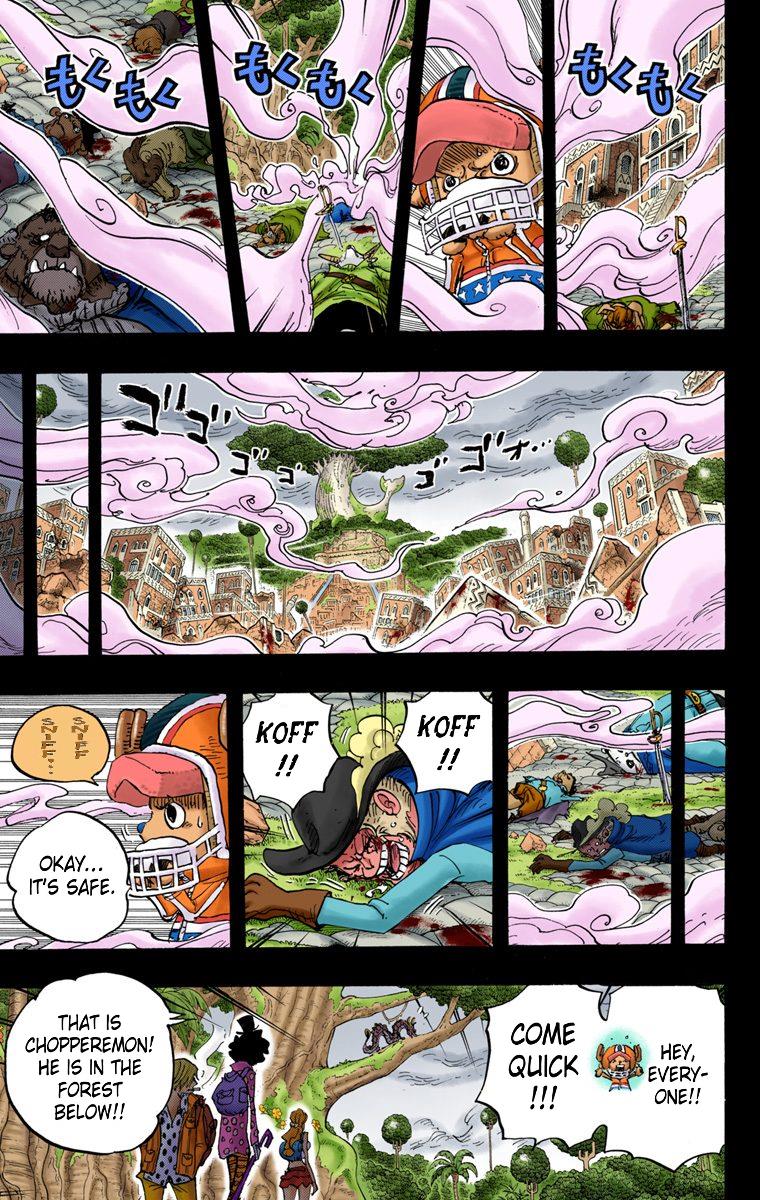 もくもく
もくもく
もくもく
ゴゴゴゴゴゴォ…
KOFF
!!
KOFF
!!
SNIFF
SNIFF...
OKAY...
IT'S SAFE.
HEY,
EVERY-
ONE!!
COME
QUICK
!!!
THAT IS
CHOPPEREMON!
HE IS IN THE
FOREST
BELOW!!